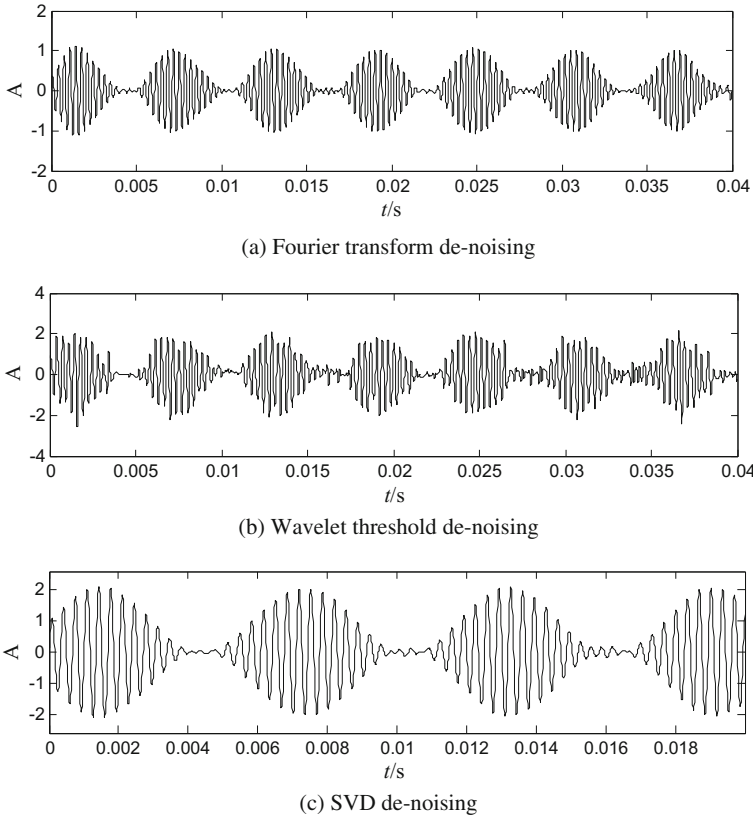 2
1
0
-1
-2
A
0 0.005 0.01 0.015 0.02 0.025 0.03 0.035 0.04
t/s
(a) Fourier transform de-noising
4
2
0
-2
-4
A
0 0.005 0.01 0.015 0.02 0.025 0.03 0.035 0.04
t/s
(b) Wavelet threshold de-noising
2
1
0
-1
-2
A
0 0.002 0.004 0.006 0.008 0.01 0.012 0.014 0.016 0.018
t/s
(c) SVD de-noising